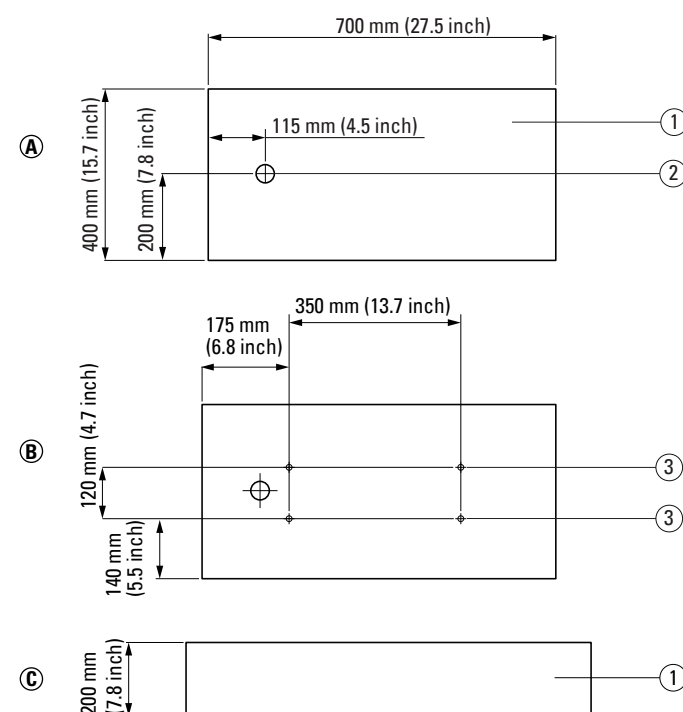 700 mm (27.5 inch)
A
400 mm (15.7 inch)
200 mm (7.8 inch)
115 mm (4.5 inch)
1
2
350 mm (13.7 inch)
175 mm
(6.8 inch)
B
120 mm (4.7 inch)
3
3
140 mm
(5.5 inch)
C
200 mm
(7.8 inch)
1